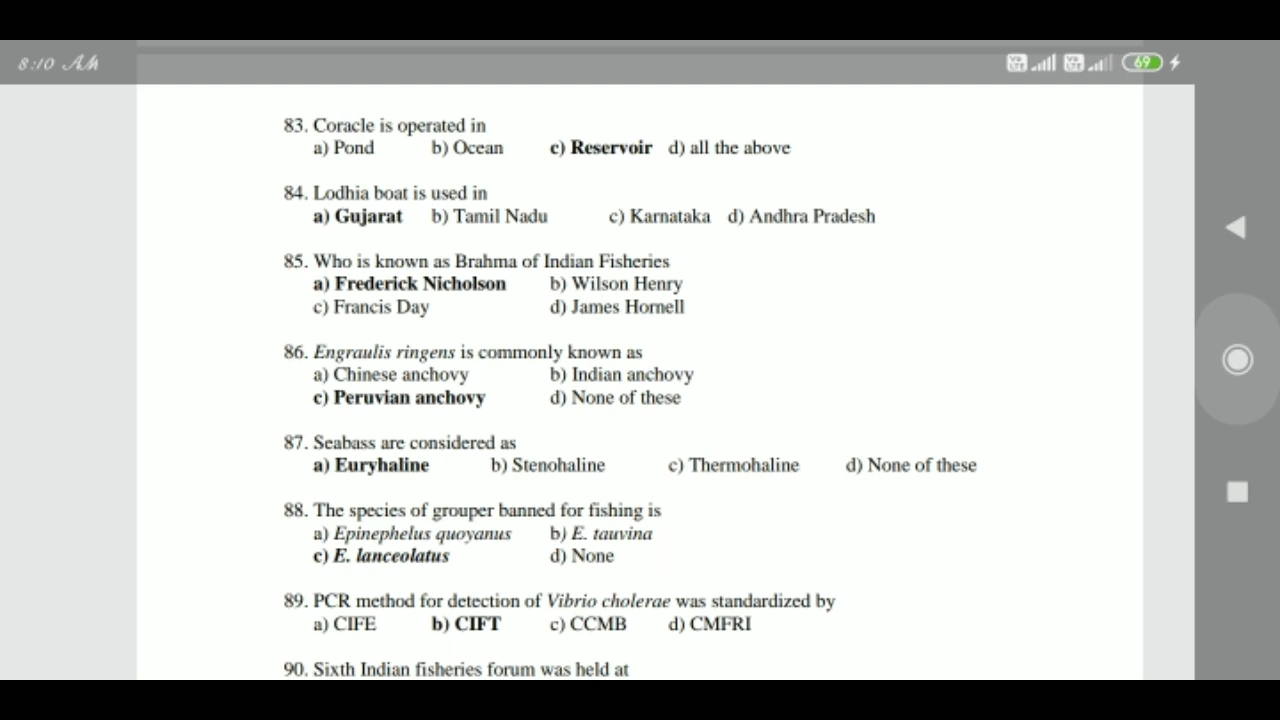 8:10 AM
69
83. Coracle is operated in
a) Pond b) Ocean c) Reservoir d) all the above
84. Lodhia boat is used in
a) Gujarat b) Tamil Nadu c) Karnataka d) Andhra Pradesh
85. Who is known as Brahma of Indian Fisheries
a) Frederick Nicholson b) Wilson Henry
c) Francis Day d) James Hornell
86. Engraulis ringens is commonly known as
a) Chinese anchovy b) Indian anchovy
c) Peruvian anchovy d) None of these
87. Seabass are considered as
a) Euryhaline b) Stenohaline c) Thermohaline d) None of these
88. The species of grouper banned for fishing is
a) Epinephelus quoyanus b) E. tauvina
c) E. lanceolatus d) None
89. PCR method for detection of Vibrio cholerae was standardized by
a) CIFE b) CIFT c) CCMB d) CMFRI
90. Sixth Indian fisheries forum was held at